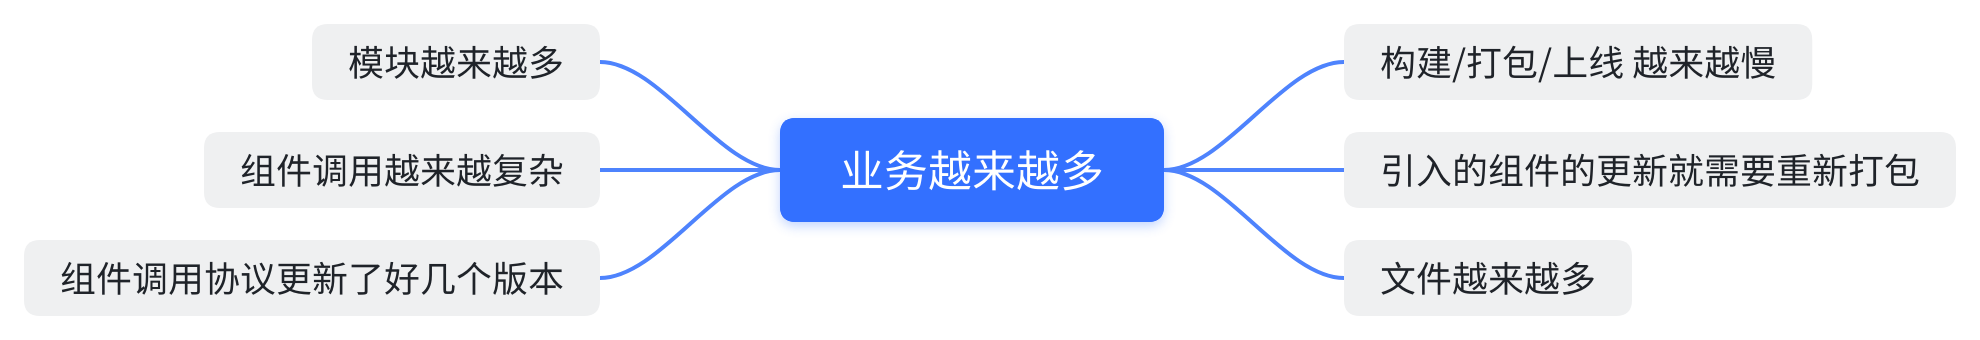 模块越来越多
组件调用越来越复杂
组件调用协议更新了好几个版本
业务越来越多
构建/打包/上线 越来越慢
引入的组件的更新就需要重新打包
文件越来越多